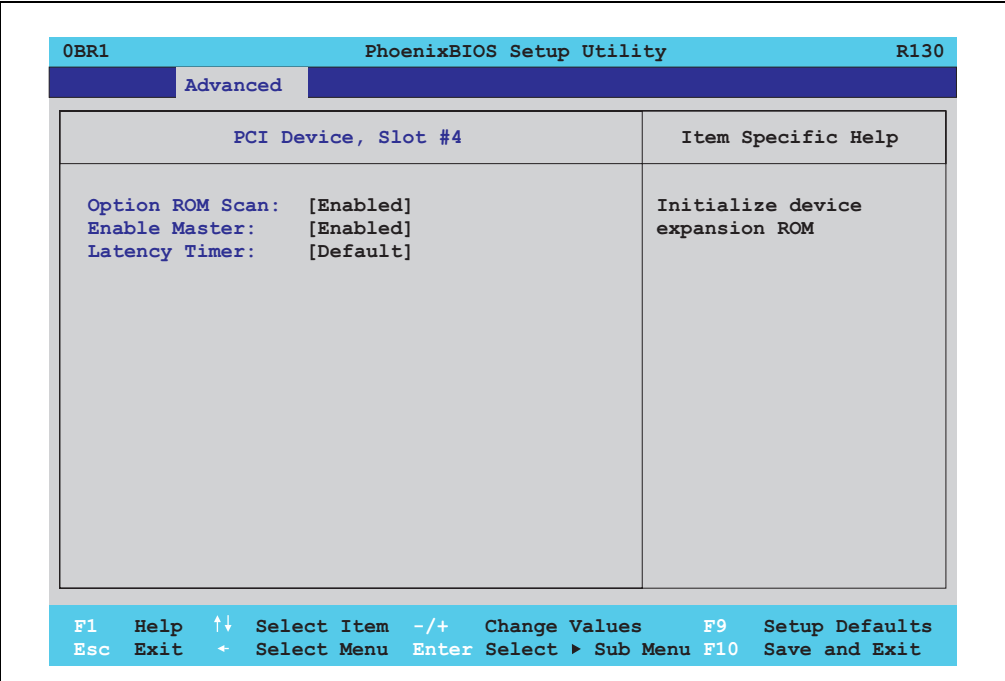 0BR1 PhoenixBIOS Setup Utility R130
Advanced
PCI Device, Slot #4 Item Specific Help
Option ROM Scan: [Enabled] Initialize device
Enable Master: [Enabled] expansion ROM
Latency Timer: [Default]
F1 Help ↑↓ Select Item -/+ Change Values F9 Setup Defaults
Esc Exit ← Select Menu Enter Select ▶ Sub Menu F10 Save and Exit